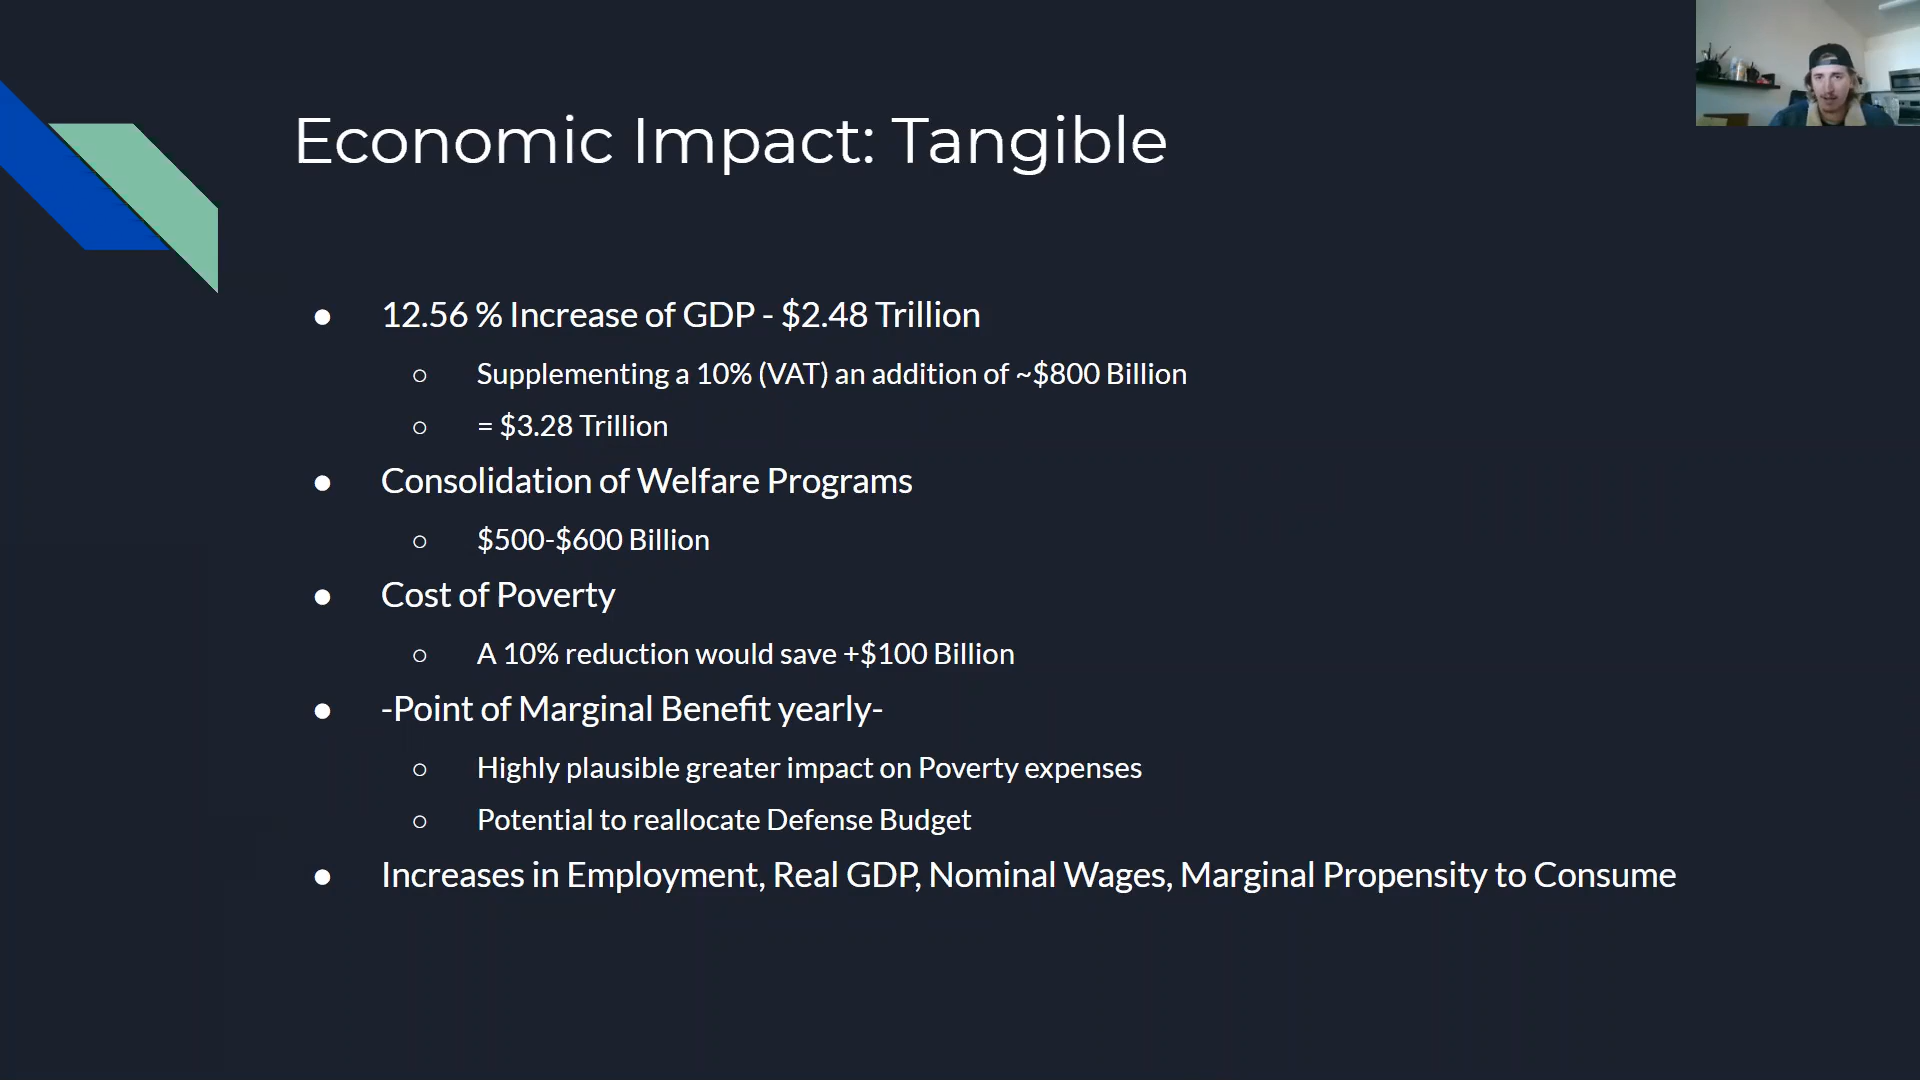 Economic Impact: Tangible
● 12.56 % Increase of GDP - $2.48 Trillion
○ Supplementing a 10% (VAT) an addition of ~$800 Billion
○ = $3.28 Trillion
● Consolidation of Welfare Programs
○ $500-$600 Billion
● Cost of Poverty
○ A 10% reduction would save +$100 Billion
● -Point of Marginal Benefit yearly-
○ Highly plausible greater impact on Poverty expenses
○ Potential to reallocate Defense Budget
● Increases in Employment, Real GDP, Nominal Wages, Marginal Propensity to Consume